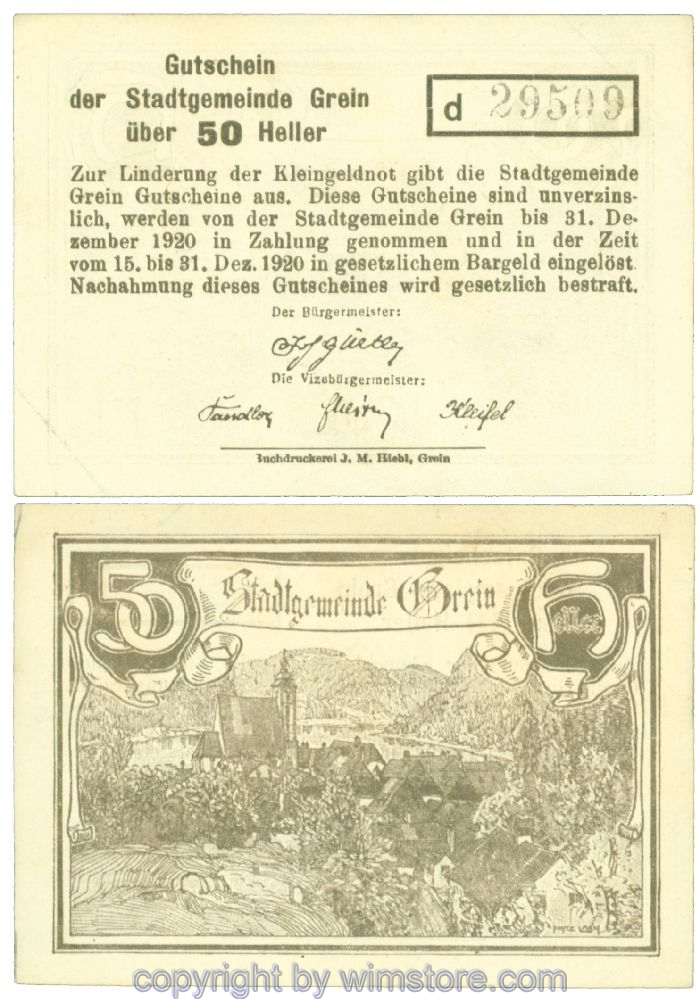 Gutschein
der Stadtgemeinde Grein
über 50 Heller
d 29509
Zur Linderung der Kleingeldnot gibt die Stadtgemeinde
Grein Gutscheine aus. Diese Gutscheine sind unverzins-
lich, werden von der Stadtgemeinde Grein bis 31. De-
zember 1920 in Zahlung genommen und in der Zeit
vom 15. bis 31. Dez. 1920 in gesetzlichem Bargeld eingelöst.
Nachahmung dieses Gutscheines wird gesetzlich bestraft.
Der Bürgermeister:
Die Vizebürgermeister:
Buchdruckerei J. M. Hiebl, Grein
50 Stadtgemeinde Grein Heller
copyright by wimstore.com